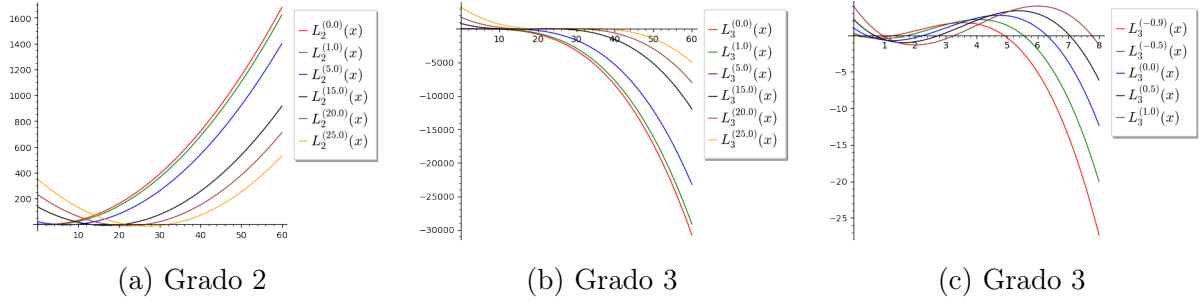 1600
1400
1200
1000
800
600
400
200
10 20 30 40 50 60
L_2^{(0.0)}(x)
L_2^{(1.0)}(x)
L_2^{(5.0)}(x)
L_2^{(15.0)}(x)
L_2^{(20.0)}(x)
L_2^{(25.0)}(x)
(a) Grado 2
10 20 30 40 50 60
−5000
−10000
−15000
−20000
−25000
−30000
L_3^{(0.0)}(x)
L_3^{(1.0)}(x)
L_3^{(5.0)}(x)
L_3^{(15.0)}(x)
L_3^{(20.0)}(x)
L_3^{(25.0)}(x)
(b) Grado 3
1 2 3 4 5 6 7 8
−5
−10
−15
−20
−25
L_3^{(−0.9)}(x)
L_3^{(−0.5)}(x)
L_3^{(0.0)}(x)
L_3^{(0.5)}(x)
L_3^{(1.0)}(x)
(c) Grado 3